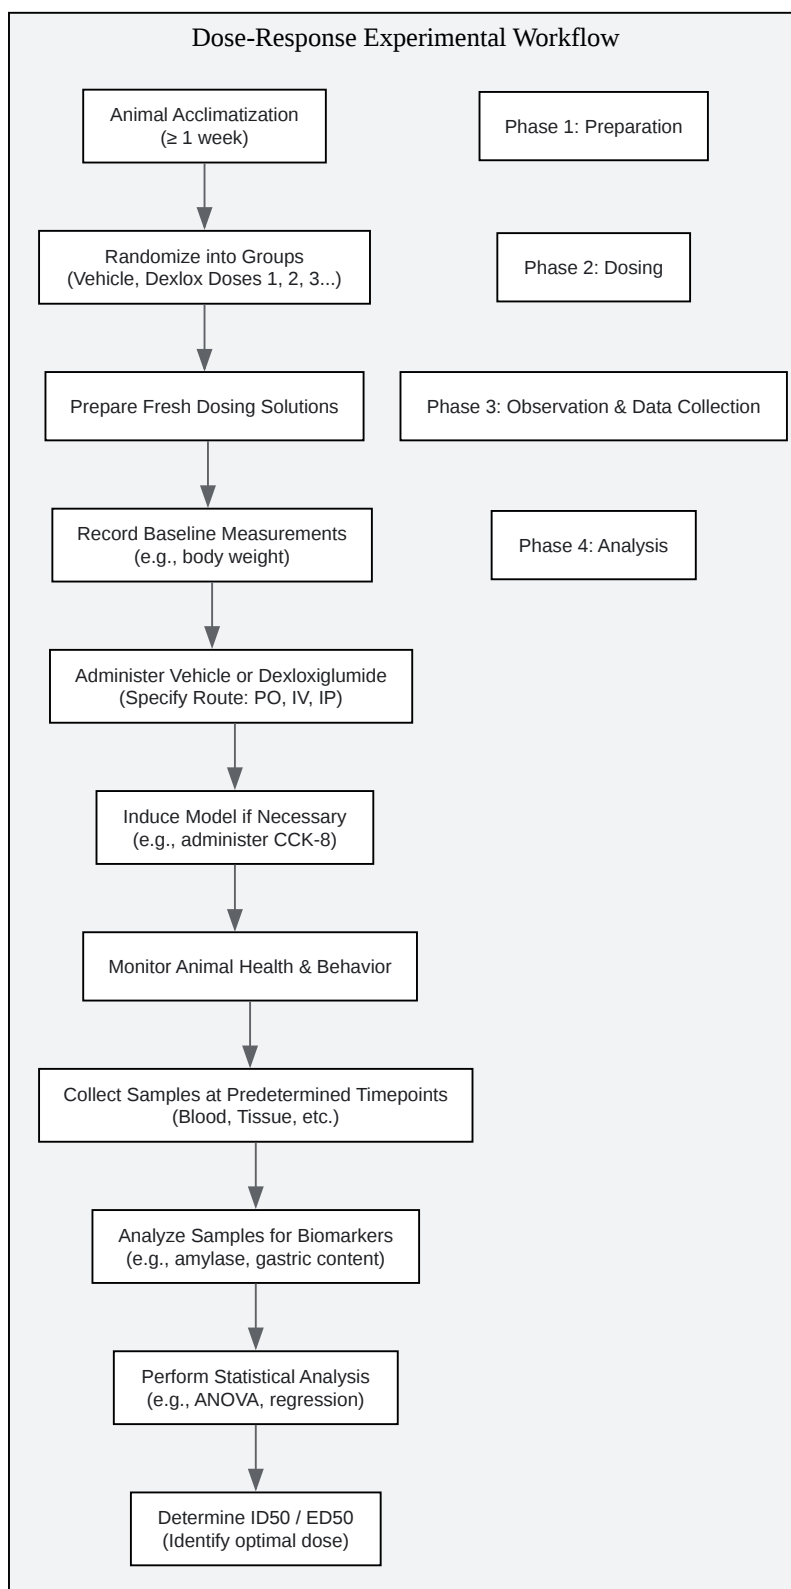 Dose-Response Experimental Workflow
Animal Acclimatization
(≥ 1 week)
Phase 1: Preparation
Randomize into Groups
(Vehicle, Dexlox Doses 1, 2, 3...)
Phase 2: Dosing
Prepare Fresh Dosing Solutions
Phase 3: Observation & Data Collection
Record Baseline Measurements
(e.g., body weight)
Phase 4: Analysis
Administer Vehicle or Dexloxiglumide
(Specify Route: PO, IV, IP)
Induce Model if Necessary
(e.g., administer CCK-8)
Monitor Animal Health & Behavior
Collect Samples at Predetermined Timepoints
(Blood, Tissue, etc.)
Analyze Samples for Biomarkers
(e.g., amylase, gastric content)
Perform Statistical Analysis
(e.g., ANOVA, regression)
Determine ID50 / ED50
(Identify optimal dose)